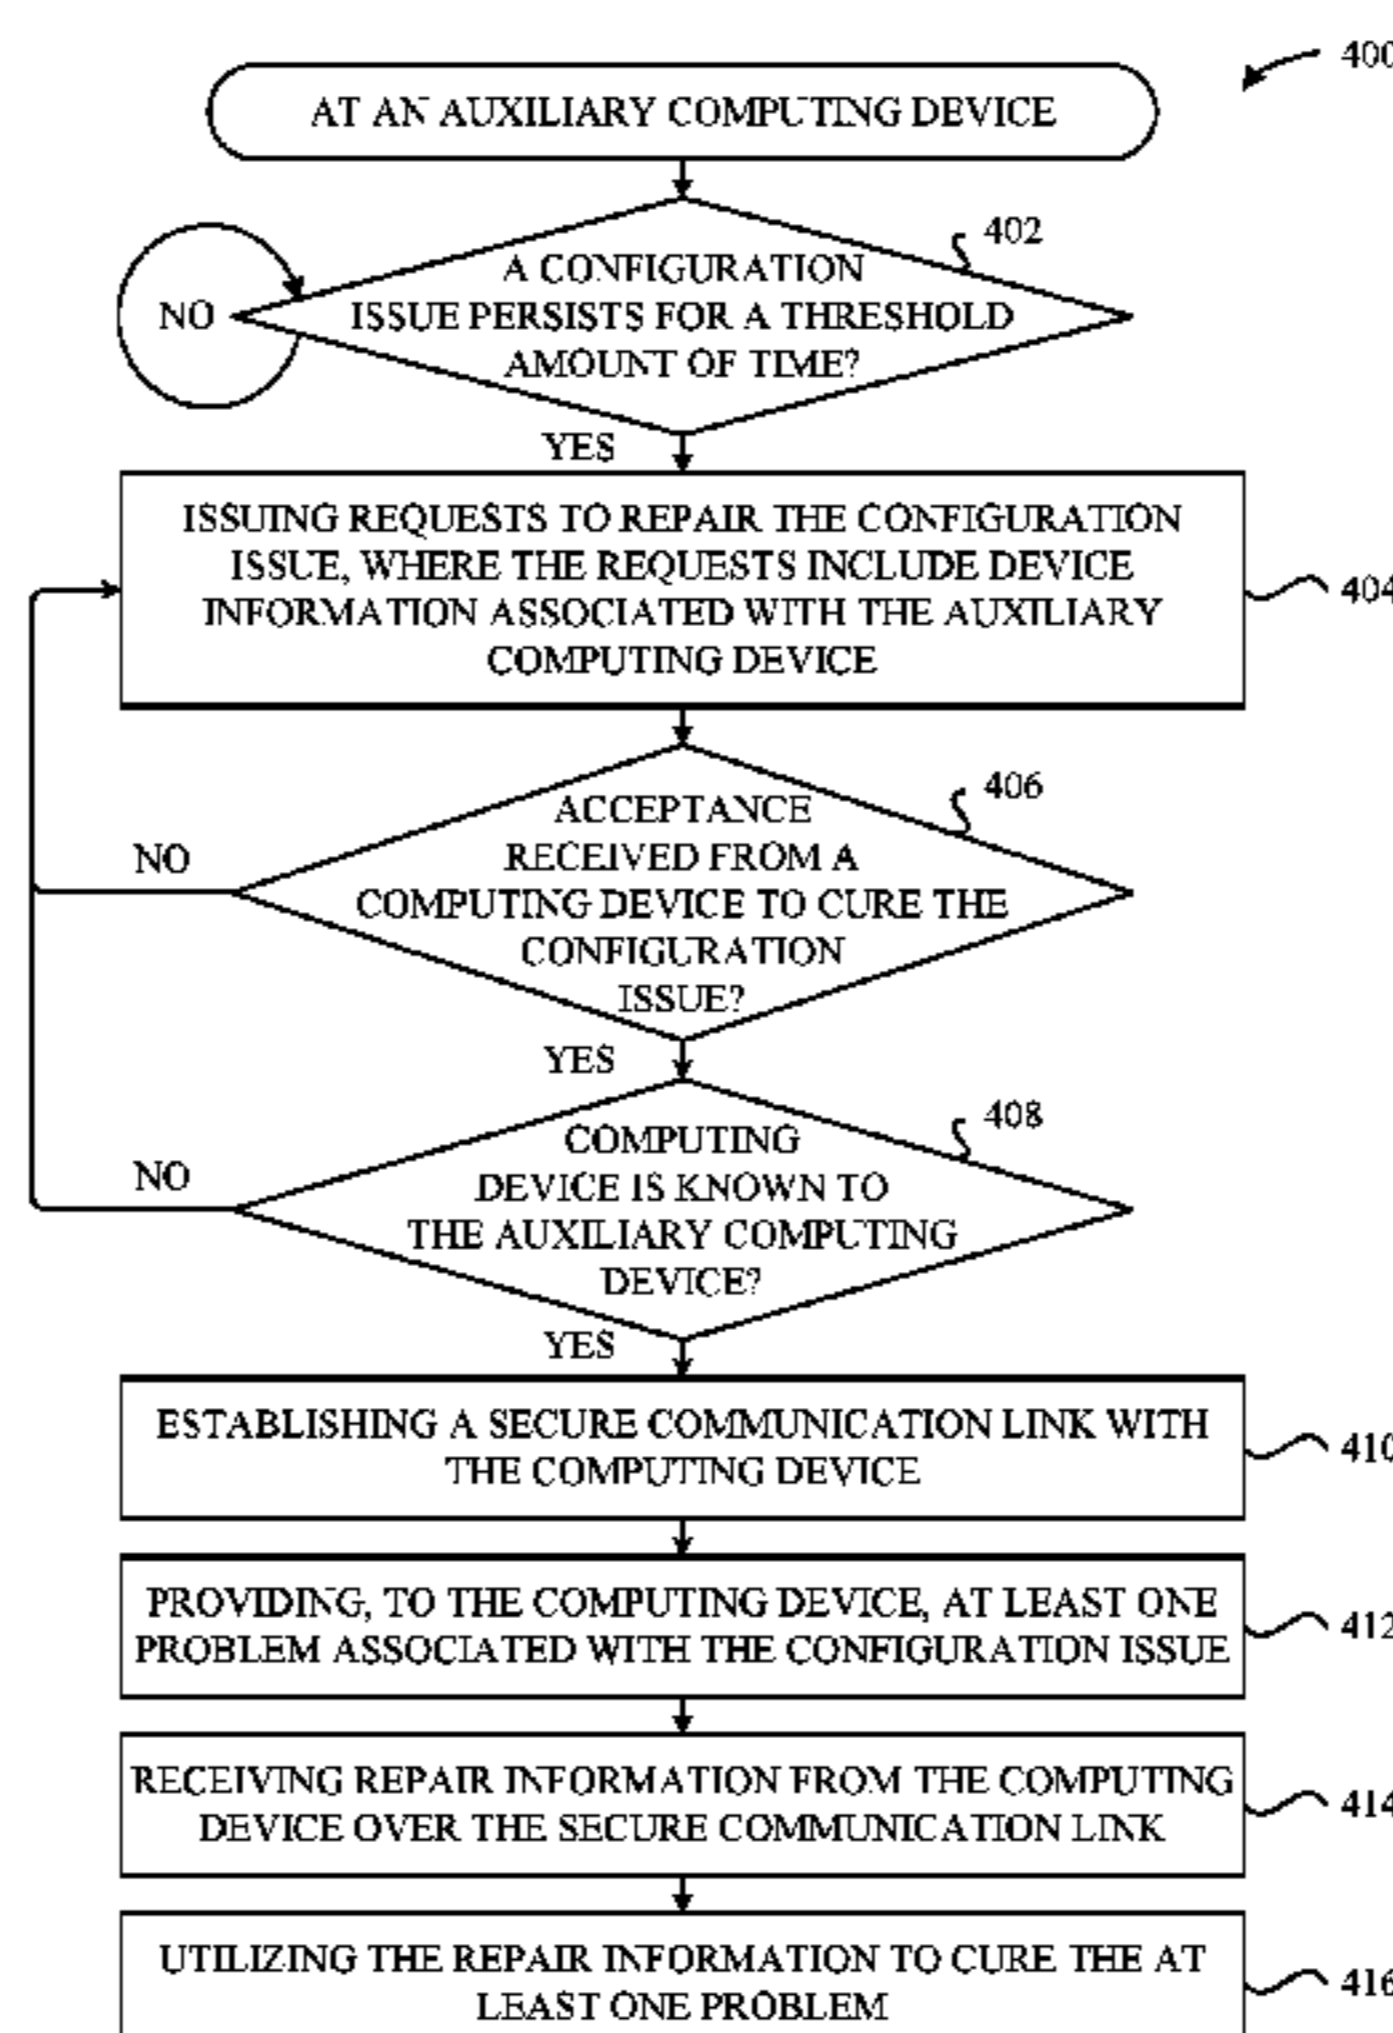 400
AT AN AUXILIARY COMPUTING DEVICE
402
A CONFIGURATION
ISSUE PERSISTS FOR A THRESHOLD
AMOUNT OF TIME?
NO
YES
ISSUING REQUESTS TO REPAIR THE CONFIGURATION
ISSUE, WHERE THE REQUESTS INCLUDE DEVICE
INFORMATION ASSOCIATED WITH THE AUXILIARY
COMPUTING DEVICE
404
406
ACCEPTANCE
RECEIVED FROM A
COMPUTING DEVICE TO CURE THE
CONFIGURATION
ISSUE?
NO
YES
408
COMPUTING
DEVICE IS KNOWN TO
THE AUXILIARY COMPUTING
DEVICE?
NO
YES
ESTABLISHING A SECURE COMMUNICATION LINK WITH
THE COMPUTING DEVICE
410
PROVIDING, TO THE COMPUTING DEVICE, AT LEAST ONE
PROBLEM ASSOCIATED WITH THE CONFIGURATION ISSUE
412
RECEIVING REPAIR INFORMATION FROM THE COMPUTING
DEVICE OVER THE SECURE COMMUNICATION LINK
414
UTILIZING THE REPAIR INFORMATION TO CURE THE AT
LEAST ONE PROBLEM
416